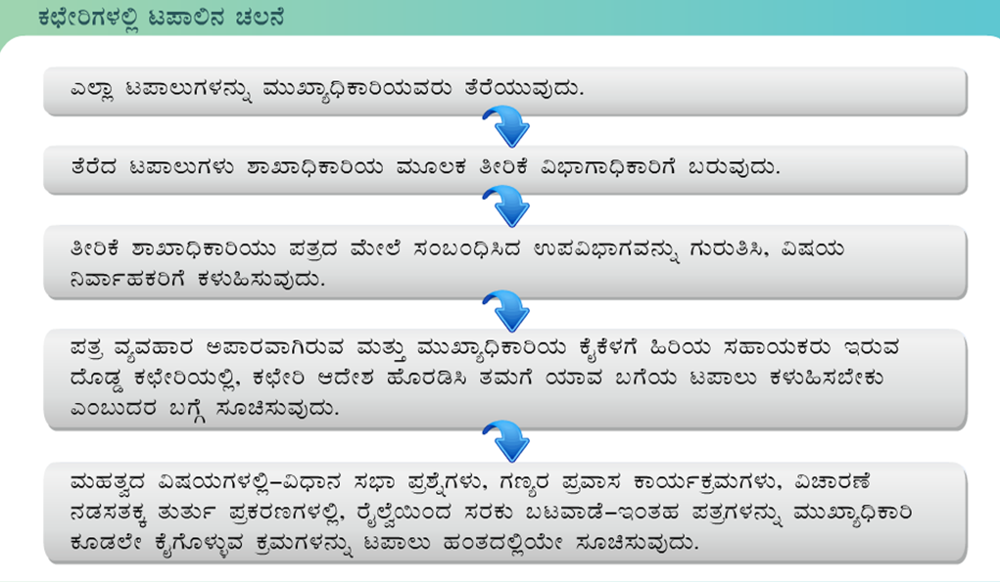 ಕಛೇರಿಗಳಲ್ಲಿ ಟಪಾಲಿನ ಚಲನೆ
ಎಲ್ಲಾ ಟಪಾಲುಗಳನ್ನು ಮುಖ್ಯಾಧಿಕಾರಿಯವರು ತೆರೆಯುವುದು.
ತೆರೆದ ಟಪಾಲುಗಳು ಶಾಖಾಧಿಕಾರಿಯ ಮೂಲಕ ತೀರಿಕೆ ವಿಭಾಗಾಧಿಕಾರಿಗೆ ಬರುವುದು.
ತೀರಿಕೆ ಶಾಖಾಧಿಕಾರಿಯು ಪತ್ರದ ಮೇಲೆ ಸಂಬಂಧಿಸಿದ ಉಪವಿಭಾಗವನ್ನು ಗುರುತಿಸಿ, ವಿಷಯ
ನಿರ್ವಾಹಕರಿಗೆ ಕಳುಹಿಸುವುದು.
ಪತ್ರ ವ್ಯವಹಾರ ಅಪಾರವಾಗಿರುವ ಮತ್ತು ಮುಖ್ಯಾಧಿಕಾರಿಯ ಕೈಕೆಳಗೆ ಹಿರಿಯ ಸಹಾಯಕರು ಇರುವ
ದೊಡ್ಡ ಕಛೇರಿಯಲ್ಲಿ, ಕಛೇರಿ ಆದೇಶ ಹೊರಡಿಸಿ ತಮಗೆ ಯಾವ ಬಗೆಯ ಟಪಾಲು ಕಳುಹಿಸಬೇಕು
ಎಂಬುದರ ಬಗ್ಗೆ ಸೂಚಿಸುವುದು.
ಮಹತ್ವದ ವಿಷಯಗಳಲ್ಲಿ–ವಿಧಾನ ಸಭಾ ಪ್ರಶ್ನೆಗಳು, ಗಣ್ಯರ ಪ್ರವಾಸ ಕಾರ್ಯಕ್ರಮಗಳು, ವಿಚಾರಣೆ
ನಡಸತಕ್ಕ ತುರ್ತು ಪ್ರಕರಣಗಳಲ್ಲಿ, ರೈಲ್ವೆಯಿಂದ ಸರಕು ಬಟವಾಡೆ–ಇಂತಹ ಪತ್ರಗಳನ್ನು ಮುಖ್ಯಾಧಿಕಾರಿ
ಕೂಡಲೇ ಕೈಗೊಳ್ಳುವ ಕ್ರಮಗಳನ್ನು ಟಪಾಲು ಹಂತದಲ್ಲಿಯೇ ಸೂಚಿಸುವುದು.